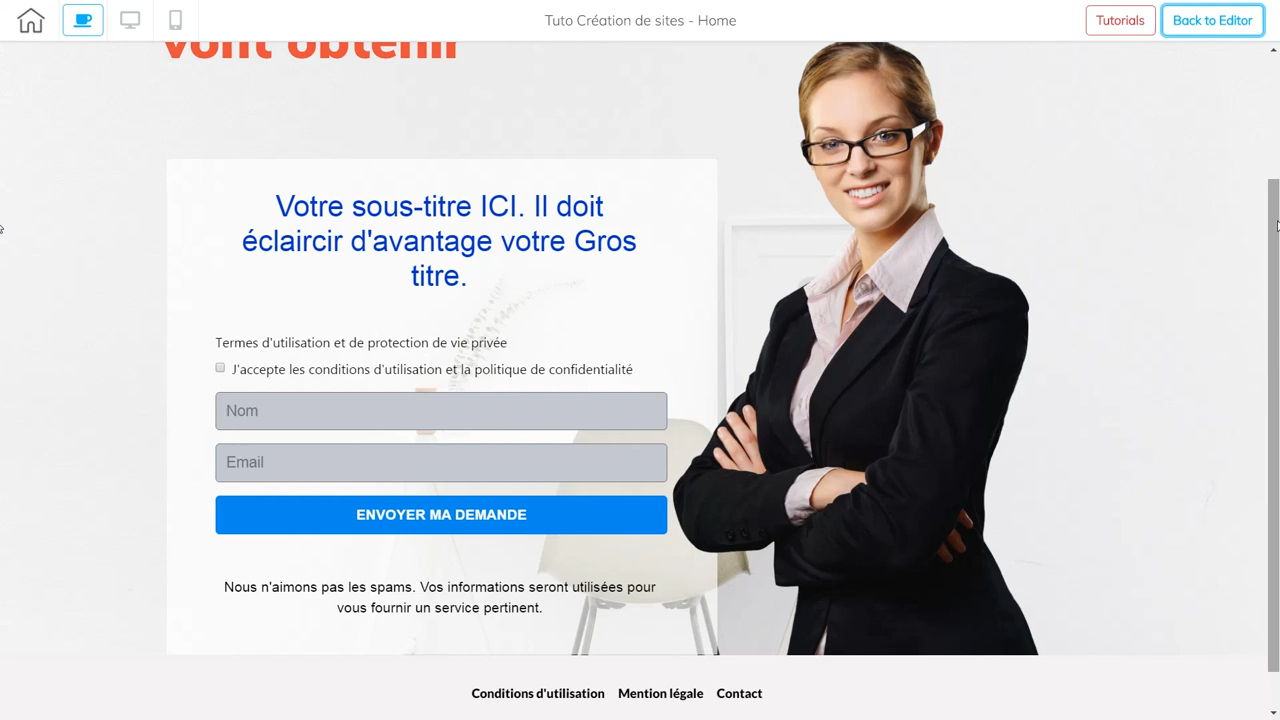 Tuto Création de sites - Home
Tutorials
Back to Editor
vont obtenir
Votre sous-titre ICI. Il doit
éclaircir d'avantage votre Gros
titre.
Termes d'utilisation et de protection de vie privée
J'accepte les conditions d'utilisation et la politique de confidentialité
Nom
Email
ENVOYER MA DEMANDE
Nous n'aimons pas les spams. Vos informations seront utilisées pour
vous fournir un service pertinent.
Conditions d'utilisation Mention légale Contact